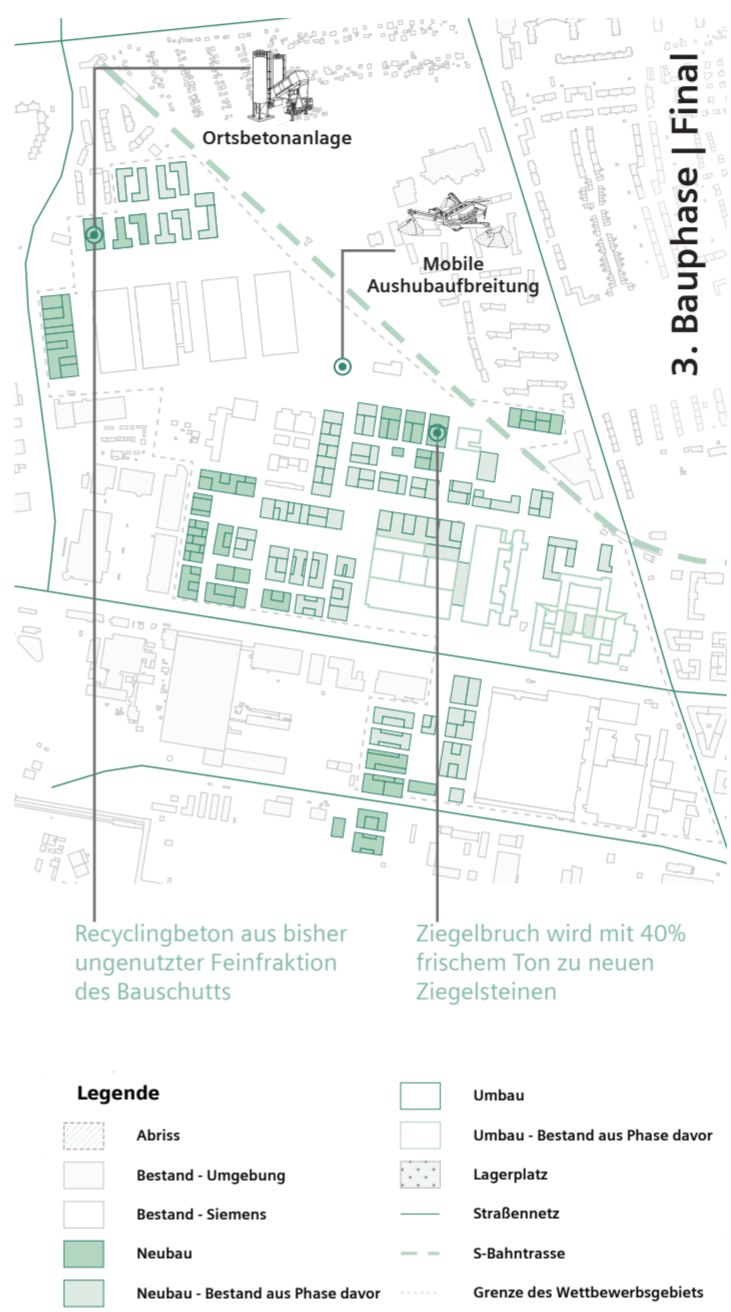 3. Bauphase | Final
Ortsbetonanlage
Mobile
Aushubaufbreitung
Recyclingbeton aus bisher
ungenutzter Feinfraktion
des Bauschutts
Ziegelbruch wird mit 40%
frischem Ton zu neuen
Ziegelsteinen
Legende
Abriss
Bestand - Umgebung
Bestand - Siemens
Neubau
Neubau - Bestand aus Phase davor
Umbau
Umbau - Bestand aus Phase davor
Lagerplatz
Straßennetz
S-Bahntrasse
Grenze des Wettbewerbsgebiets